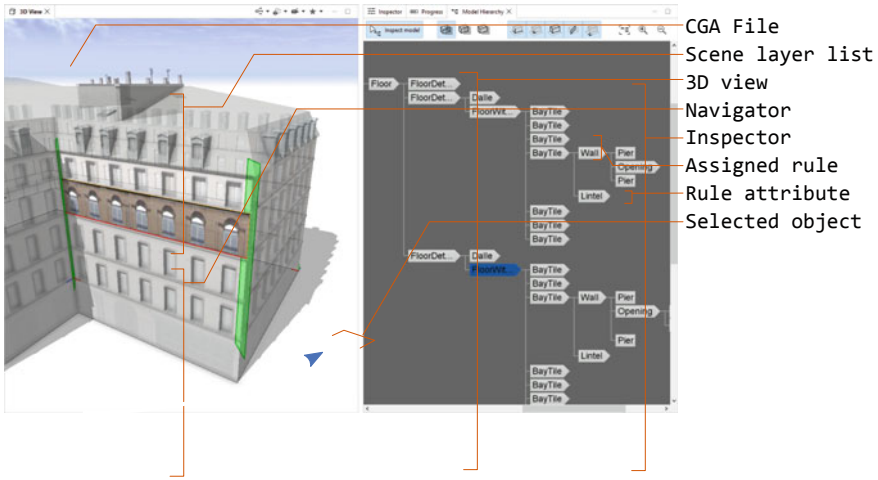 3D View
Inspector
Progress
Model Hierarchy
Inspect model
CGA File
Scene layer list
3D view
Navigator
Inspector
Assigned rule
Rule attribute
Selected object
Floor
FloorDet...
FloorDet...
Dalle
FloorWit...
BayTile
BayTile
BayTile
BayTile
Wall
Pier
Opening
Pier
Lintel
BayTile
BayTile
BayTile
FloorDet...
Dalle
FloorWit...
BayTile
BayTile
BayTile
Wall
Pier
Opening
Pier
Lintel
BayTile
BayTile
BayTile